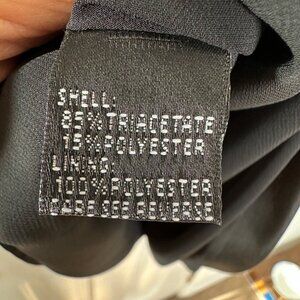 SHELL:
85% TRIACETATE
15% POLYESTER
LINING:
100% POLYESTER